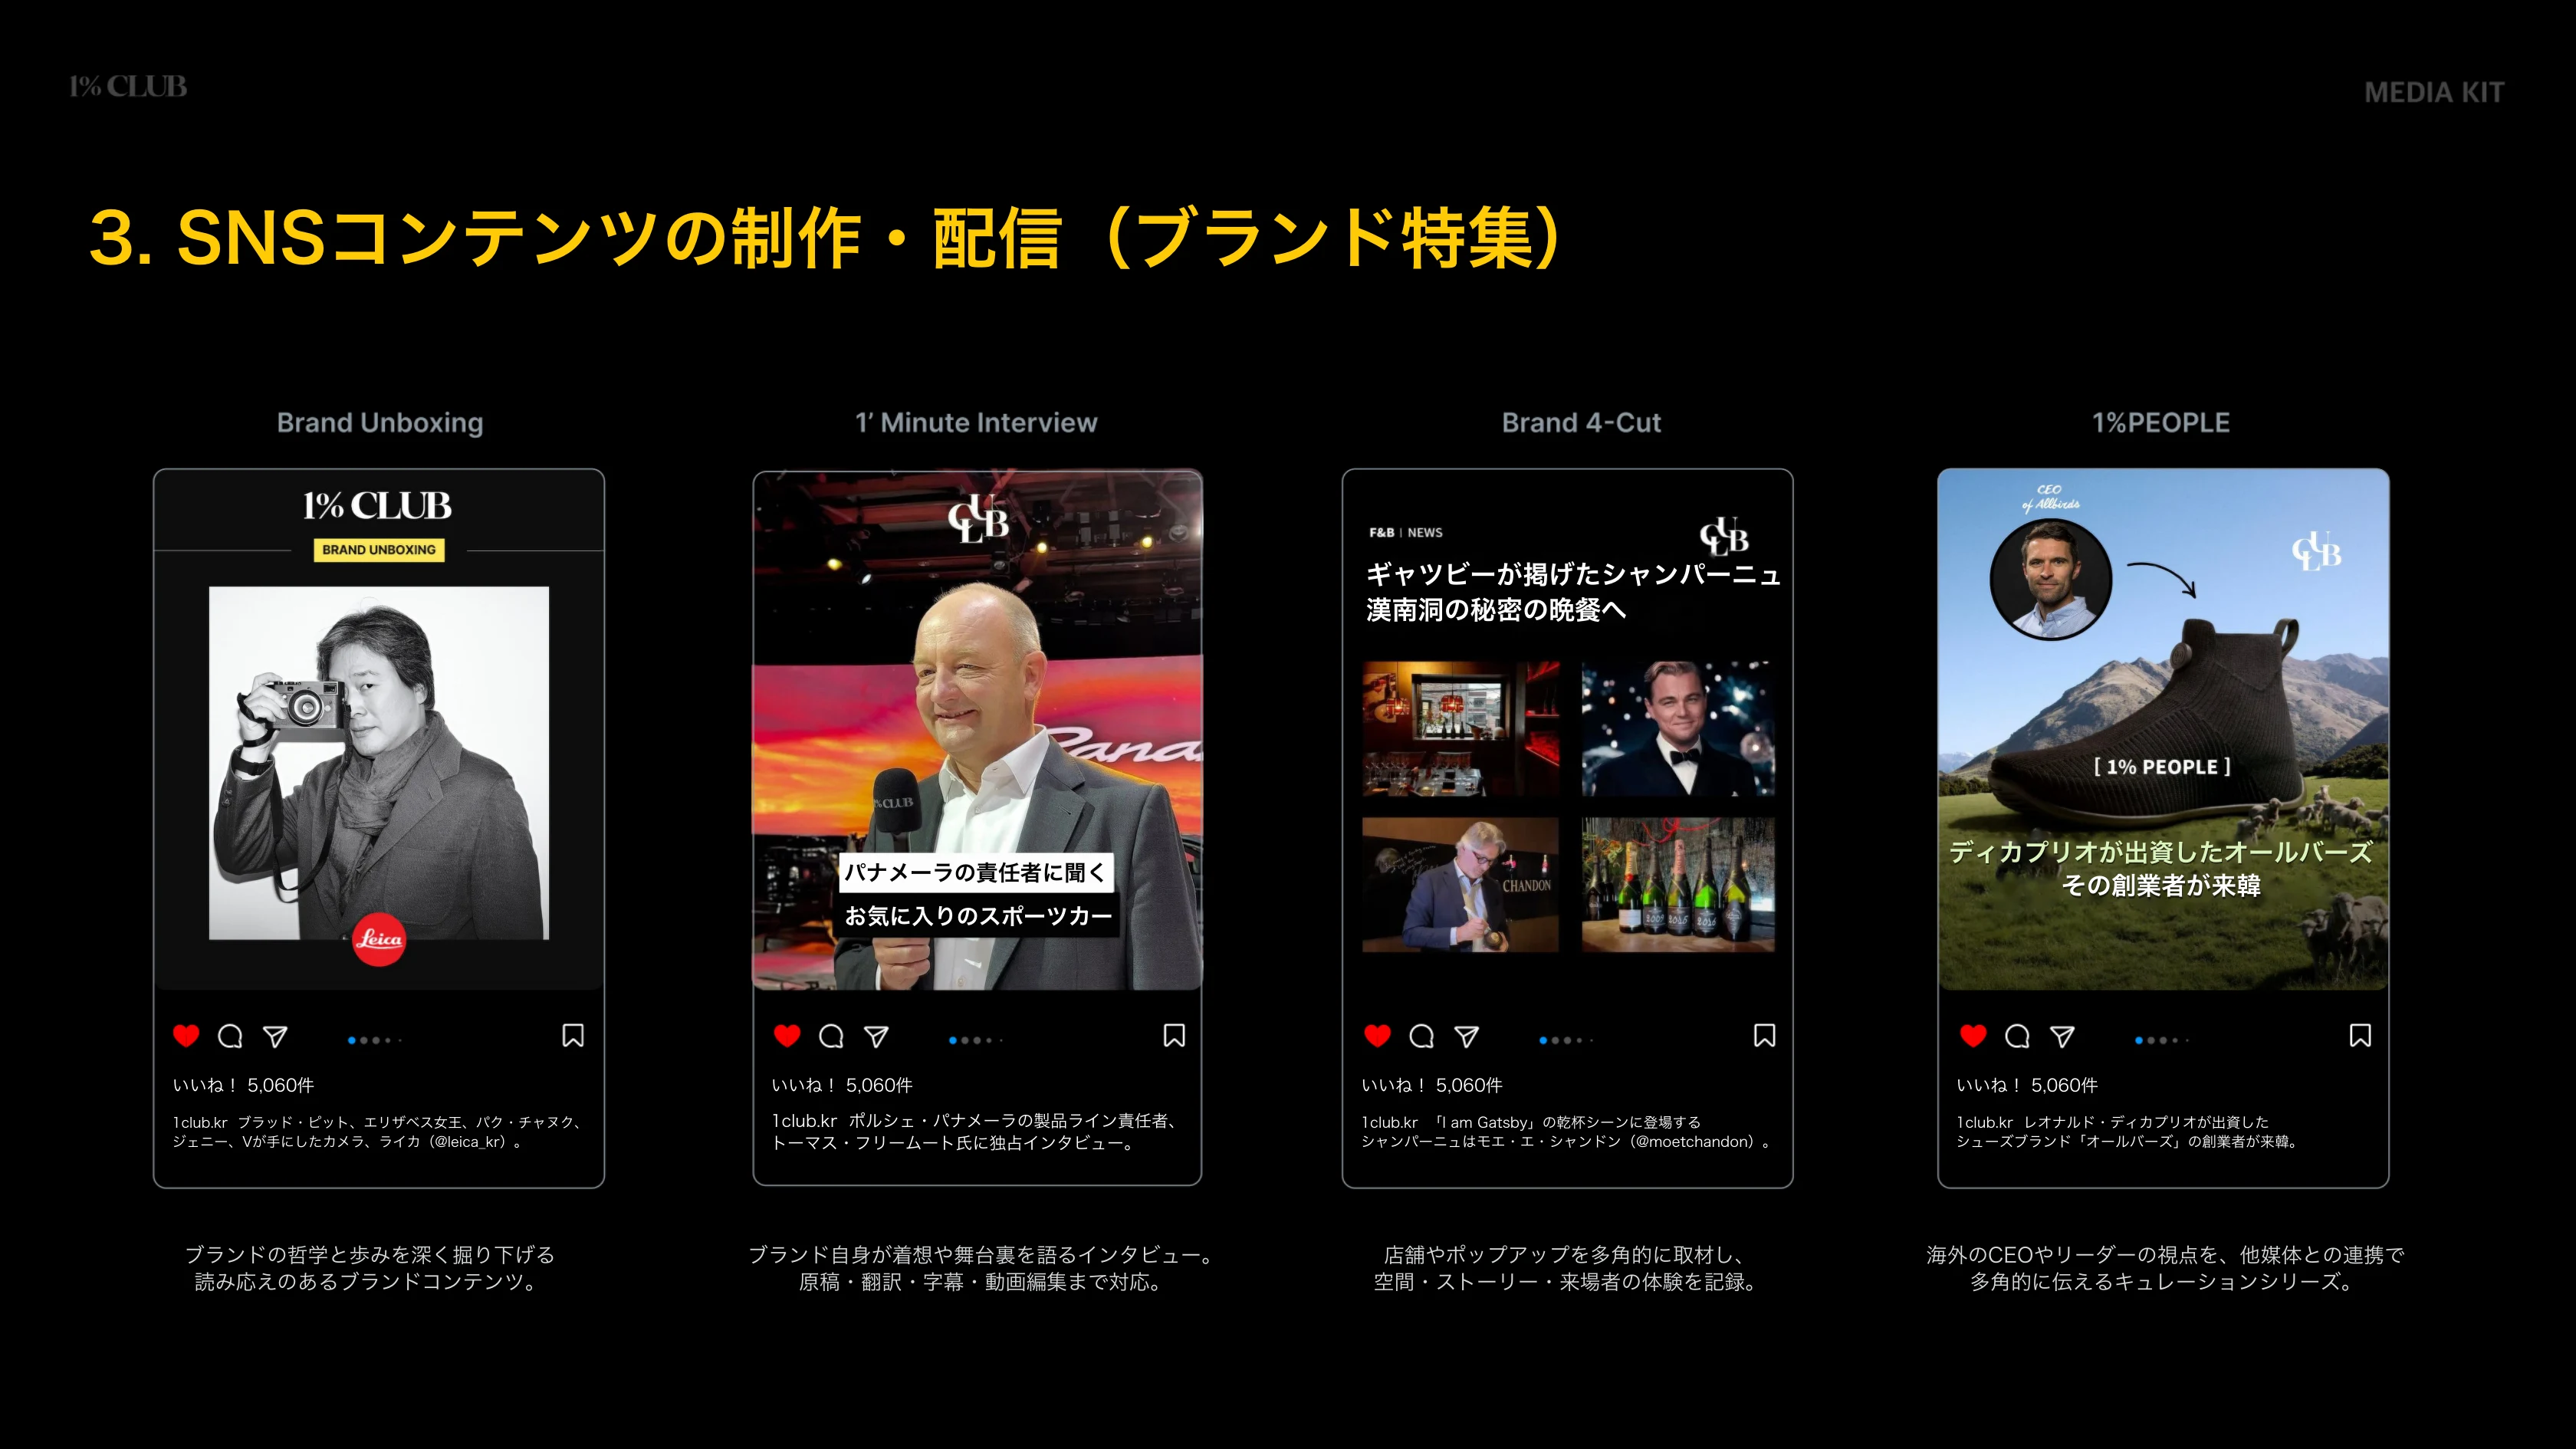 1% CLUB
MEDIA KIT
3. SNSコンテンツの制作・配信（ブランド特集）
Brand Unboxing
1% CLUB
BRAND UNBOXING
Leica
いいね！ 5,060件
1club.kr ブラッド・ピット、エリザベス女王、パク・チャヌク、
ジェニー、Vが手にしたカメラ、ライカ（@leica_kr）。
ブランドの哲学と歩みを深く掘り下げる
読み応えのあるブランドコンテンツ。
1’ Minute Interview
CLUB
Pana
1% CLUB
パナメーラの責任者に聞く
お気に入りのスポーツカー
いいね！ 5,060件
1club.kr ポルシェ・パナメーラの製品ライン責任者、
トーマス・フリームート氏に独占インタビュー。
ブランド自身が着想や舞台裏を語るインタビュー。
原稿・翻訳・字幕・動画編集まで対応。
Brand 4-Cut
F&B | NEWS
CLUB
ギャツビーが掲げたシャンパーニュ
漢南洞の秘密の晩餐へ
CHANDON
2009 2015 2016
いいね！ 5,060件
1club.kr 「I am Gatsby」の乾杯シーンに登場する
シャンパーニュはモエ・エ・シャンドン（@moetchandon）。
店舗やポップアップを多角的に取材し、
空間・ストーリー・来場者の体験を記録。
1%PEOPLE
CEO
of Allbirds
CLUB
[ 1% PEOPLE ]
ディカプリオが出資したオールバーズ
その創業者が来韓
いいね！ 5,060件
1club.kr レオナルド・ディカプリオが出資した
シューズブランド「オールバーズ」の創業者が来韓。
海外のCEOやリーダーの視点を、他媒体との連携で
多角的に伝えるキュレーションシリーズ。